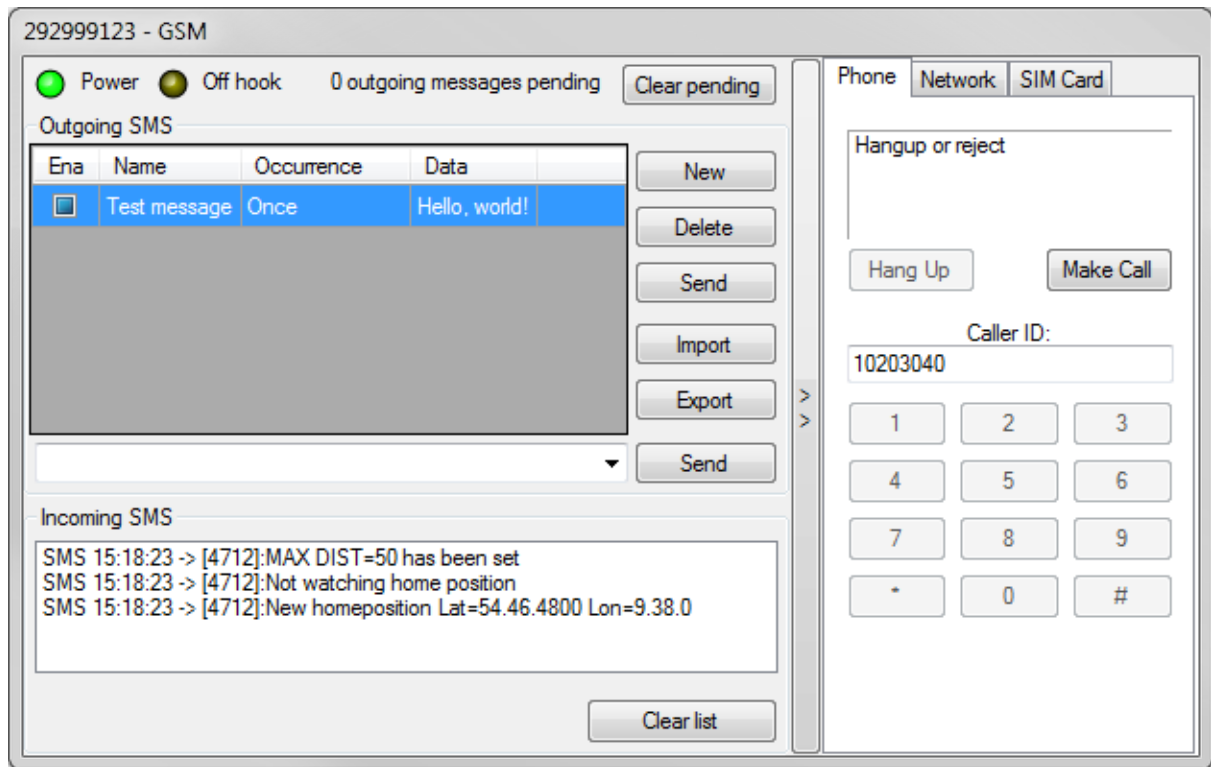 292999123 - GSM
Power Off hook 0 outgoing messages pending Clear pending
Outgoing SMS
Ena Name Occurrence Data
Test message Once Hello, world!
New
Delete
Send
Import
Export
Send
Incoming SMS
SMS 15:18:23 -> [4712]:MAX DIST=50 has been set
SMS 15:18:23 -> [4712]:Not watching home position
SMS 15:18:23 -> [4712]:New homeposition Lat=54.46.4800 Lon=9.38.0
Clear list
>
>
Phone Network SIM Card
Hangup or reject
Hang Up Make Call
Caller ID:
10203040
1 2 3
4 5 6
7 8 9
* 0 #